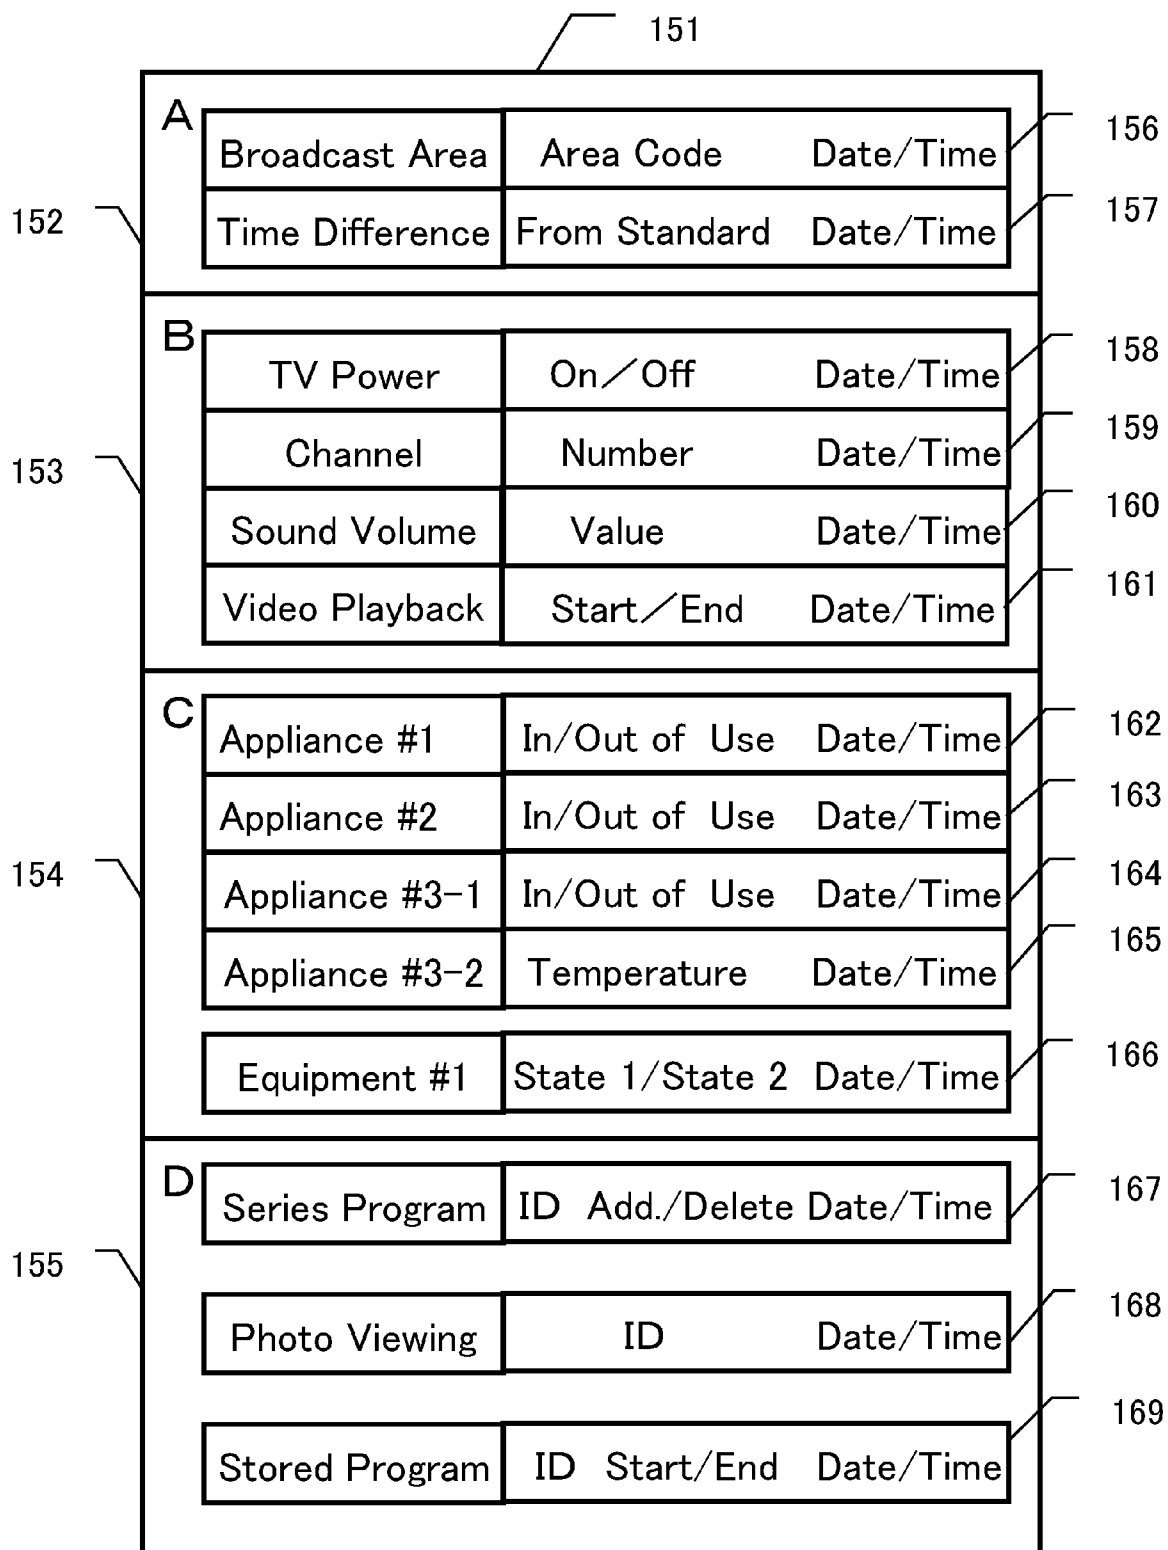 151
A
Broadcast Area Area Code Date/Time 156
152 Time Difference From Standard Date/Time 157
B
TV Power On／Off Date/Time 158
Channel Number Date/Time 159
153
Sound Volume Value Date/Time 160
Video Playback Start／End Date/Time 161
C
Appliance #1 In/Out of Use Date/Time 162
Appliance #2 In/Out of Use Date/Time 163
154 Appliance #3-1 In/Out of Use Date/Time 164
Appliance #3-2 Temperature Date/Time 165
Equipment #1 State 1/State 2 Date/Time 166
D
Series Program ID Add./Delete Date/Time 167
155
Photo Viewing ID Date/Time 168
Stored Program ID Start/End Date/Time 169